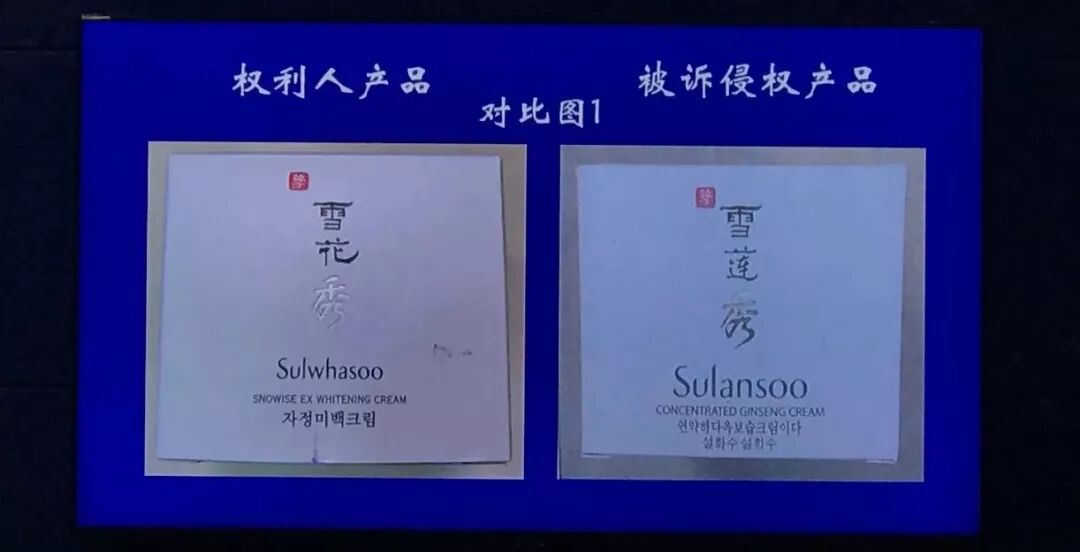 权利人产品
被诉侵权产品
对比图1
雪花秀
Sulwhasoo
SNOWISE EX WHITENING CREAM
자정미백크림
雪莲秀
Sulansoo
CONCENTRATED GINSENG CREAM
연약하다옥보습크림이다
설화수설화수